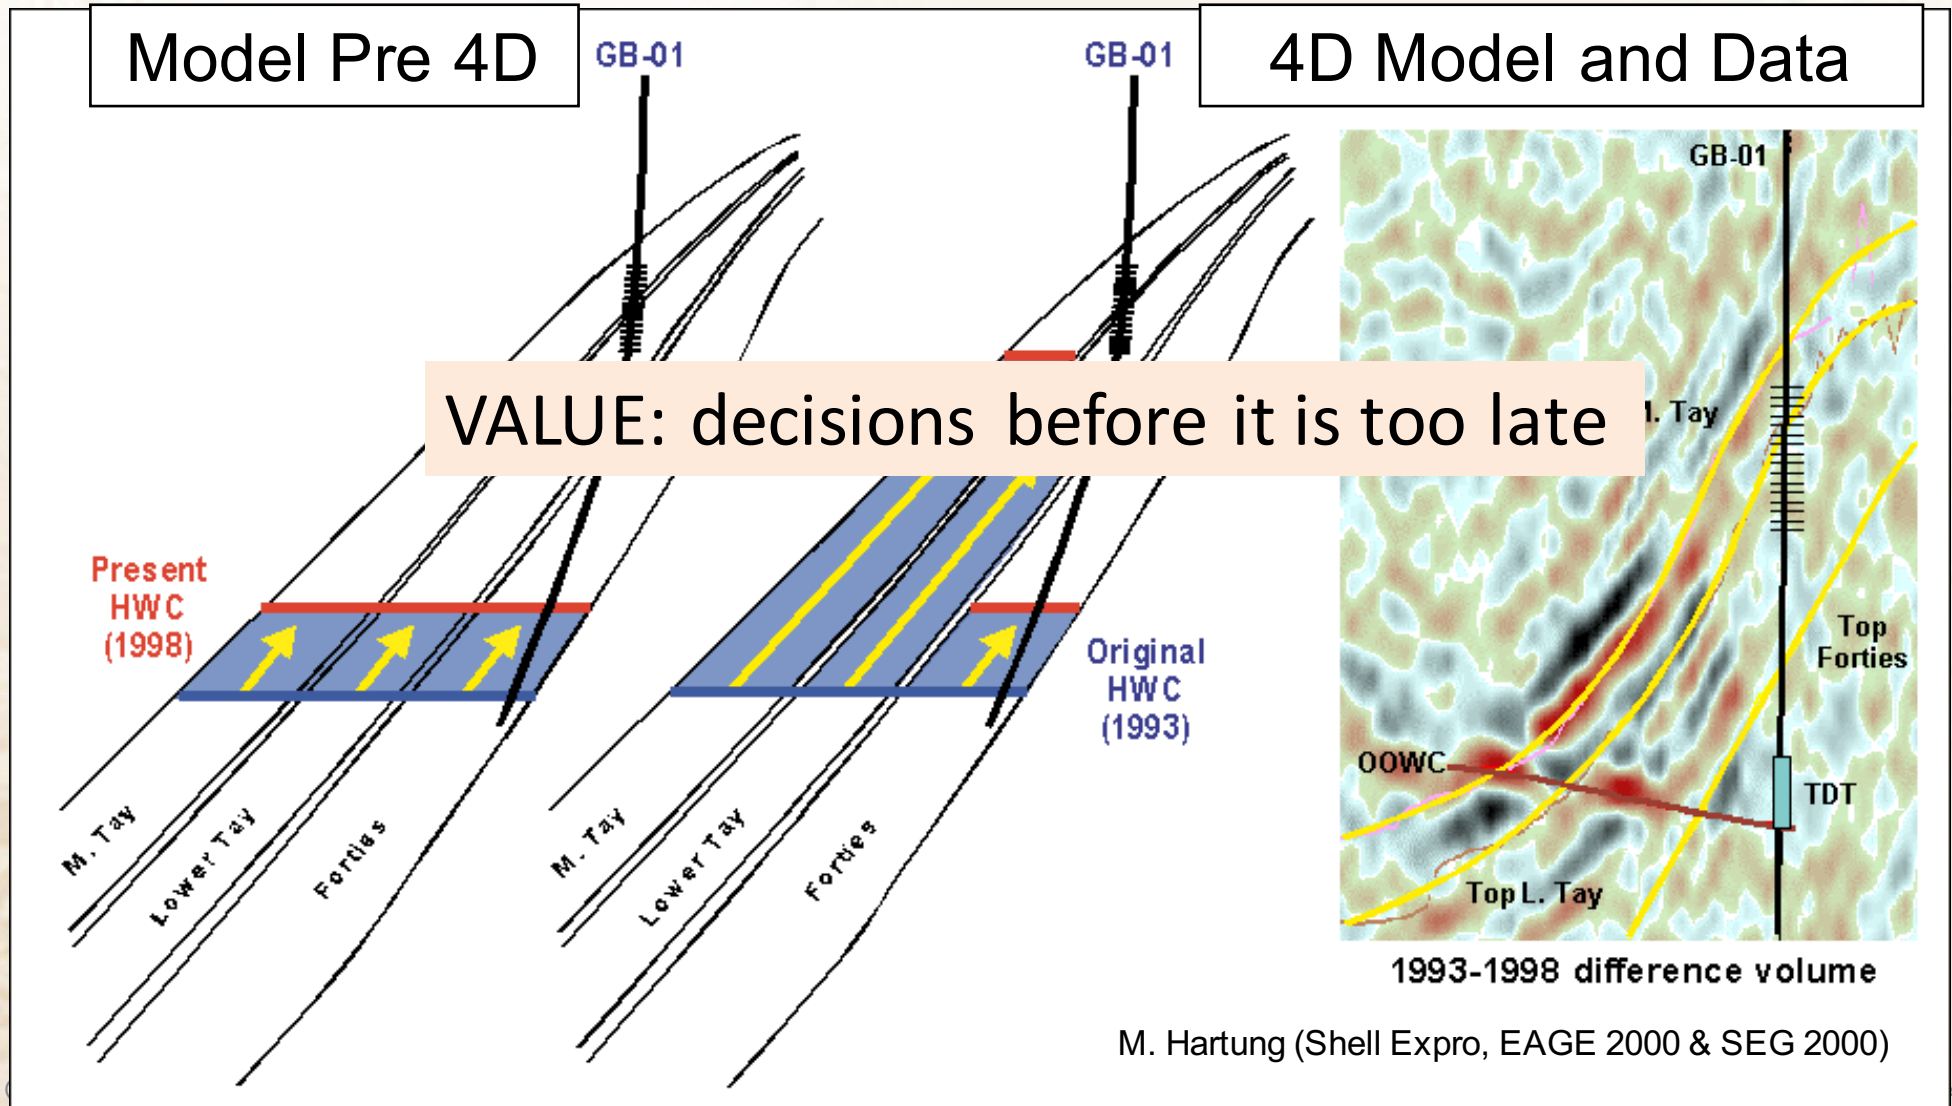 Model Pre 4D
GB-01
GB-01
4D Model and Data
GB-01
VALUE: decisions before it is too late
Tay
Present
HWC
(1998)
Original
HWC
(1993)
Top
Forties
OOWC
TDT
Top L. Tay
M. Tay
Lower Tay
Forties
M. Tay
Lower Tay
Forties
1993-1998 difference volume
M. Hartung (Shell Expro, EAGE 2000 & SEG 2000)